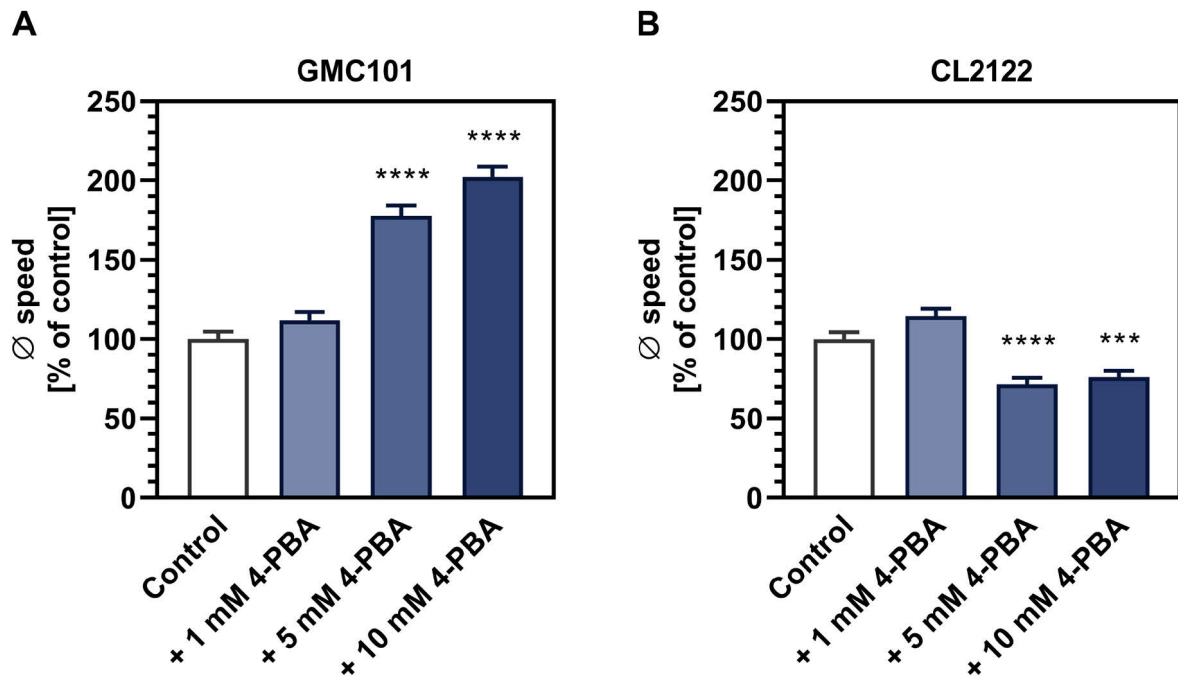 A
GMC101
∅ speed
[% of control]
250
200
150
100
50
0
****
****
Control
+ 1 mM 4-PBA
+ 5 mM 4-PBA
+ 10 mM 4-PBA
B
CL2122
∅ speed
[% of control]
250
200
150
100
50
0
****
***
Control
+ 1 mM 4-PBA
+ 5 mM 4-PBA
+ 10 mM 4-PBA